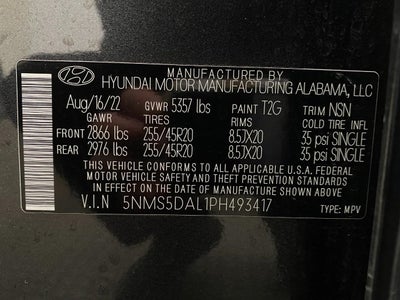 MANUFACTURED BY
HYUNDAI MOTOR MANUFACTURING ALABAMA, LLC
Aug/16/22 GVWR 5357 lbs PAINT T2G TRIM NSN
GAWR TIRES RIMS COLD TIRE INFL
FRONT 2866 lbs 255/45R20 8.5JX20 35 psi SINGLE
REAR 2976 lbs 255/45R20 8.5JX20 35 psi SINGLE
THIS VEHICLE CONFORMS TO ALL APPLICABLE U.S.A. FEDERAL
MOTOR VEHICLE SAFETY AND THEFT PREVENTION STANDARDS
IN EFFECT ON THE DATE OF MANUFACTURE SHOWN ABOVE.
V.I.N 5NMS5DAL1PH493417 TYPE: MPV